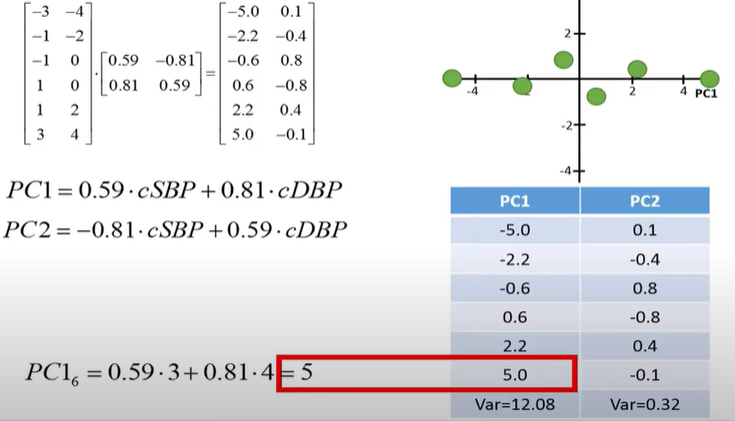 [-3 -4] [0.59 -0.81] = [-5.0 0.1]
[-1 -2] · [0.81 0.59] [-2.2 -0.4]
[-1 0] [-0.6 0.8]
[1 0] [0.6 -0.8]
[1 2] [2.2 0.4]
[3 4] [5.0 -0.1]
2
-4 2 4 PC1
-2
-4
PC1 = 0.59 · cSBP + 0.81 · cDBP
PC2 = −0.81 · cSBP + 0.59 · cDBP
PC1 PC2
-5.0 0.1
-2.2 -0.4
-0.6 0.8
0.6 -0.8
2.2 0.4
5.0 -0.1
Var=12.08 Var=0.32
PC1₆ = 0.59 · 3 + 0.81 · 4 = 5